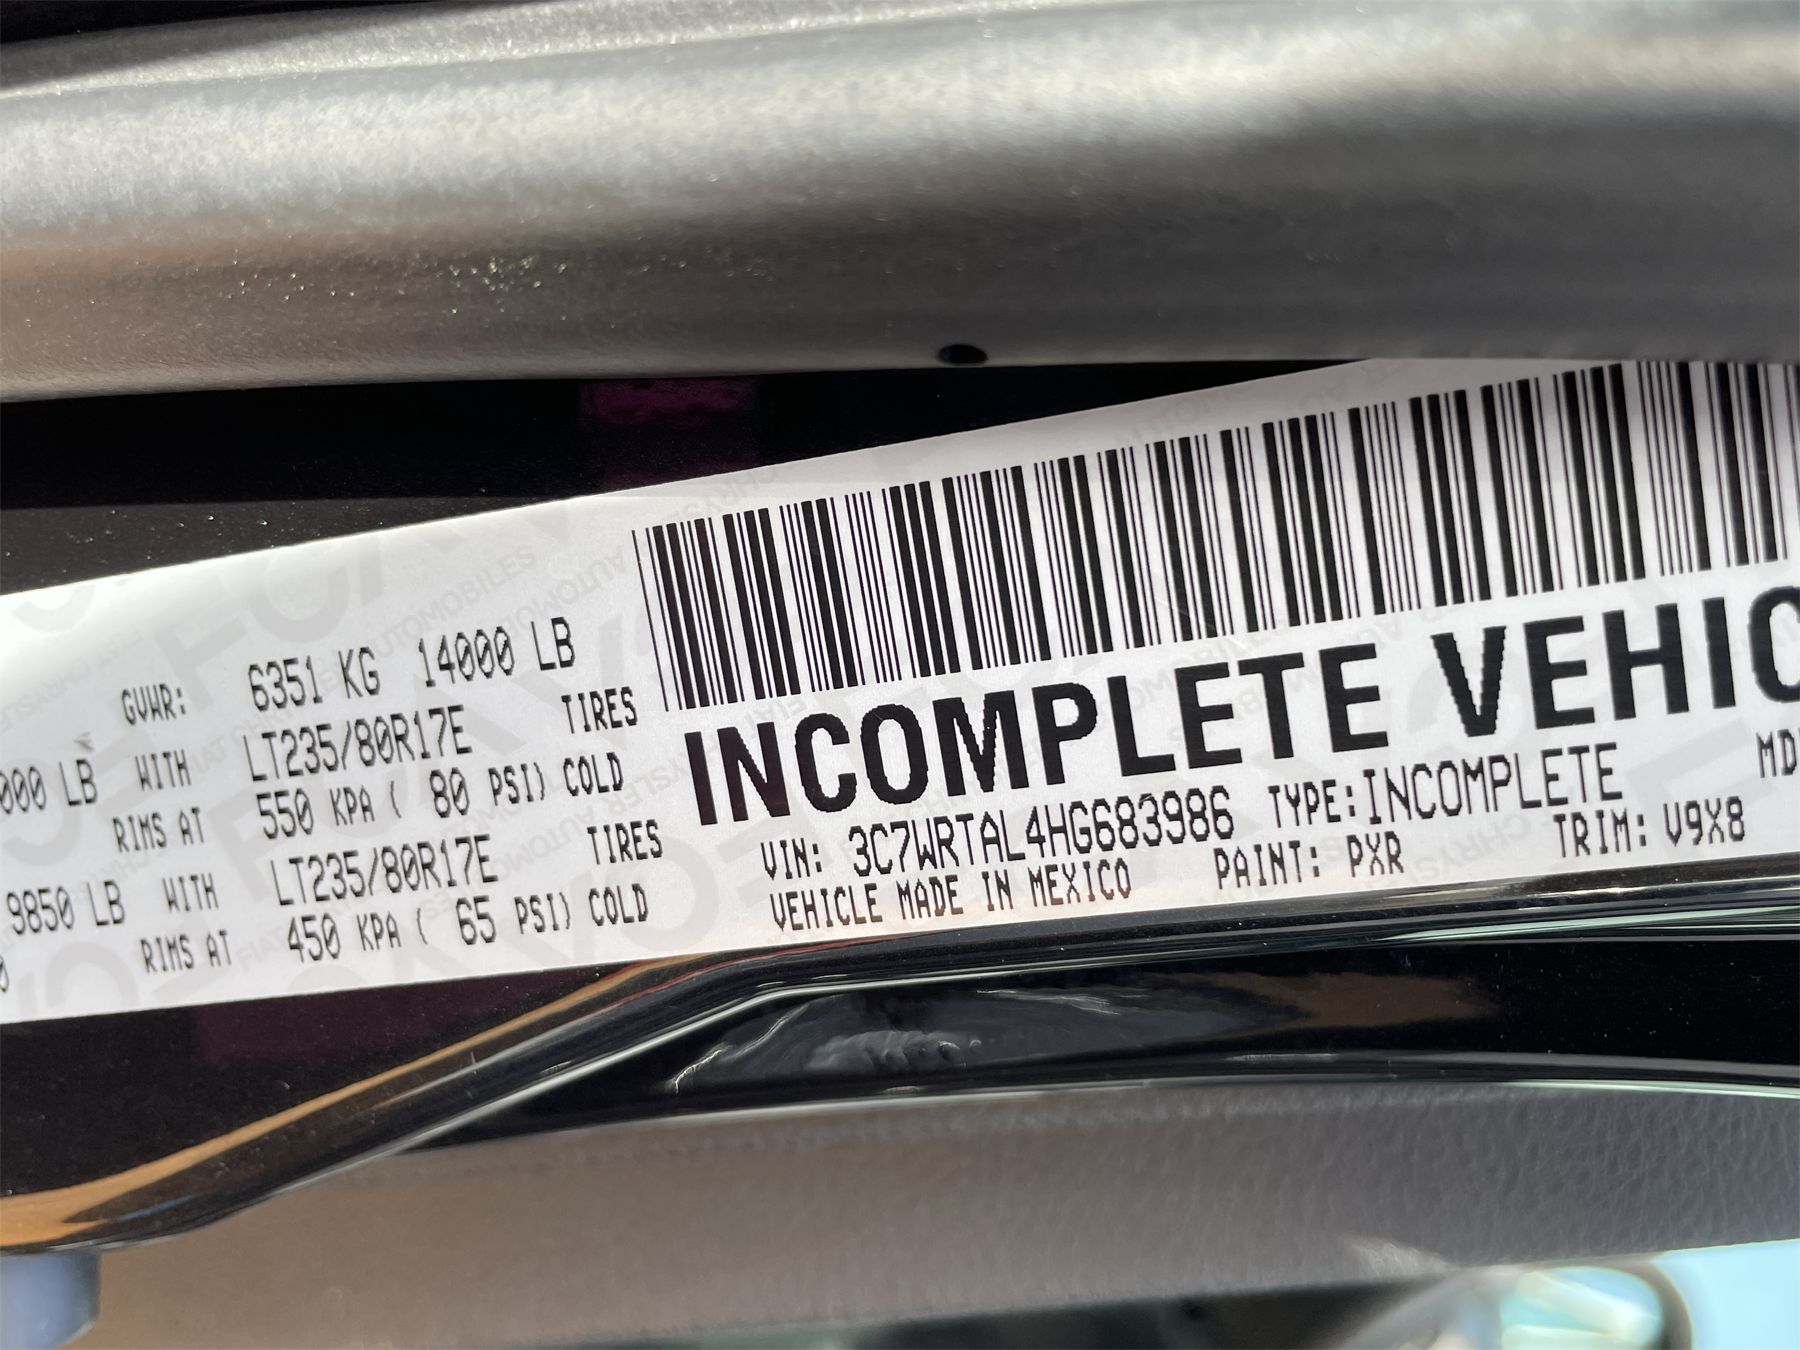 GVWR: 6351 KG 14000 LB
000 LB WITH LT235/80R17E TIRES
RIMS AT 550 KPA ( 80 PSI) COLD
9850 LB WITH LT235/80R17E TIRES
RIMS AT 450 KPA ( 65 PSI) COLD
INCOMPLETE VEHIC
VIN: 3C7WRTAL4HG683986 TYPE:INCOMPLETE MD
VEHICLE MADE IN MEXICO PAINT: PXR TRIM: V9X8